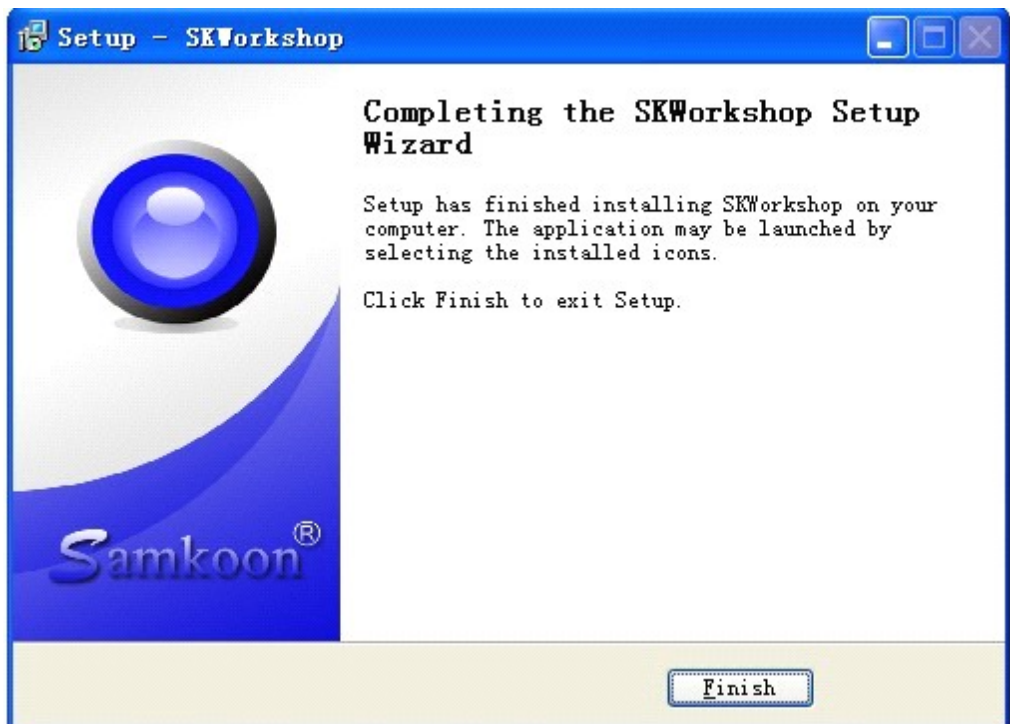 Setup - SKWorkshop
Completing the SKWorkshop Setup
Wizard
Setup has finished installing SKWorkshop on your
computer. The application may be launched by
selecting the installed icons.
Click Finish to exit Setup.
Samkoon®
Finish